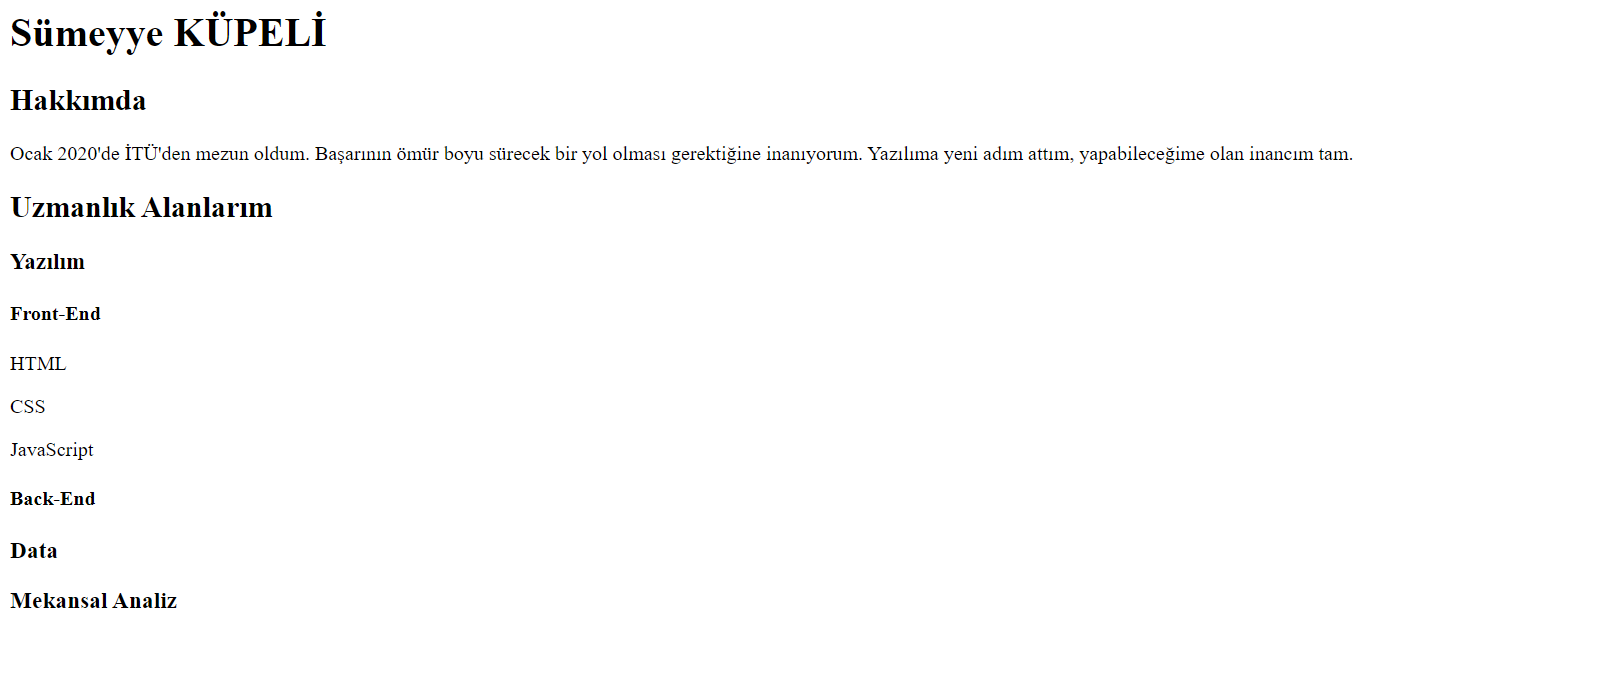 Sümeyye KÜPELİ
Hakkımda
Ocak 2020'de İTÜ'den mezun oldum. Başarının ömür boyu sürecek bir yol olması gerektiğine inanıyorum. Yazılıma yeni adım attım, yapabileceğime olan inancım tam.
Uzmanlık Alanlarım
Yazılım
Front-End
HTML
CSS
JavaScript
Back-End
Data
Mekansal Analiz